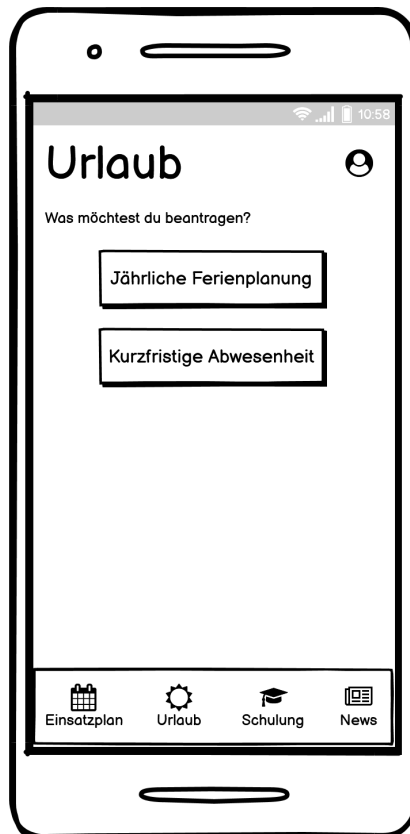 10:58
Urlaub
Was möchtest du beantragen?
Jährliche Ferienplanung
Kurzfristige Abwesenheit
Einsatzplan Urlaub Schulung News